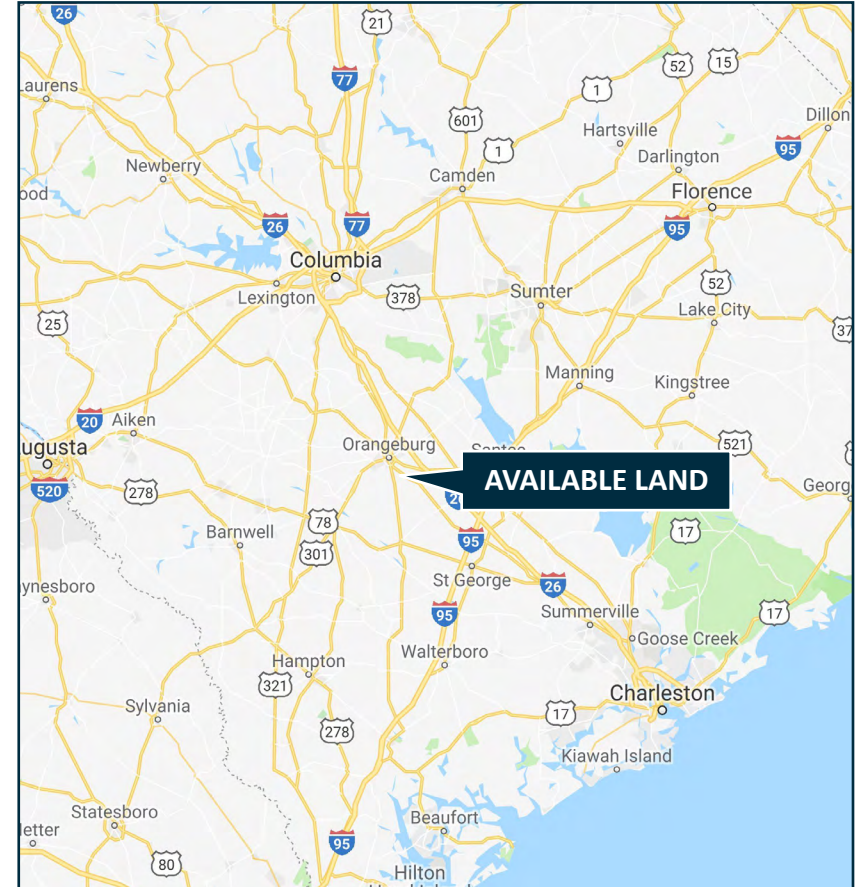 26
21
77
Laurens
52
15
1
601
Dillon
Hartsville
1
95
Newberry
Darlington
Camden
ood
Florence
26
77
95
Columbia
52
Lexington
378
Sumter
Lake City
25
37
Manning
Kingstree
20
Aiken
ugusta
Orangeburg
521
Santee
AVAILABLE LAND
520
278
Georg
78
Barnwell
17
95
301
St George
ynesboro
26
95
Summerville
17
Goose Creek
Walterboro
Hampton
321
Charleston
Sylvania
17
278
Kiawah Island
Statesboro
Beaufort
etter
95
80
Hilton